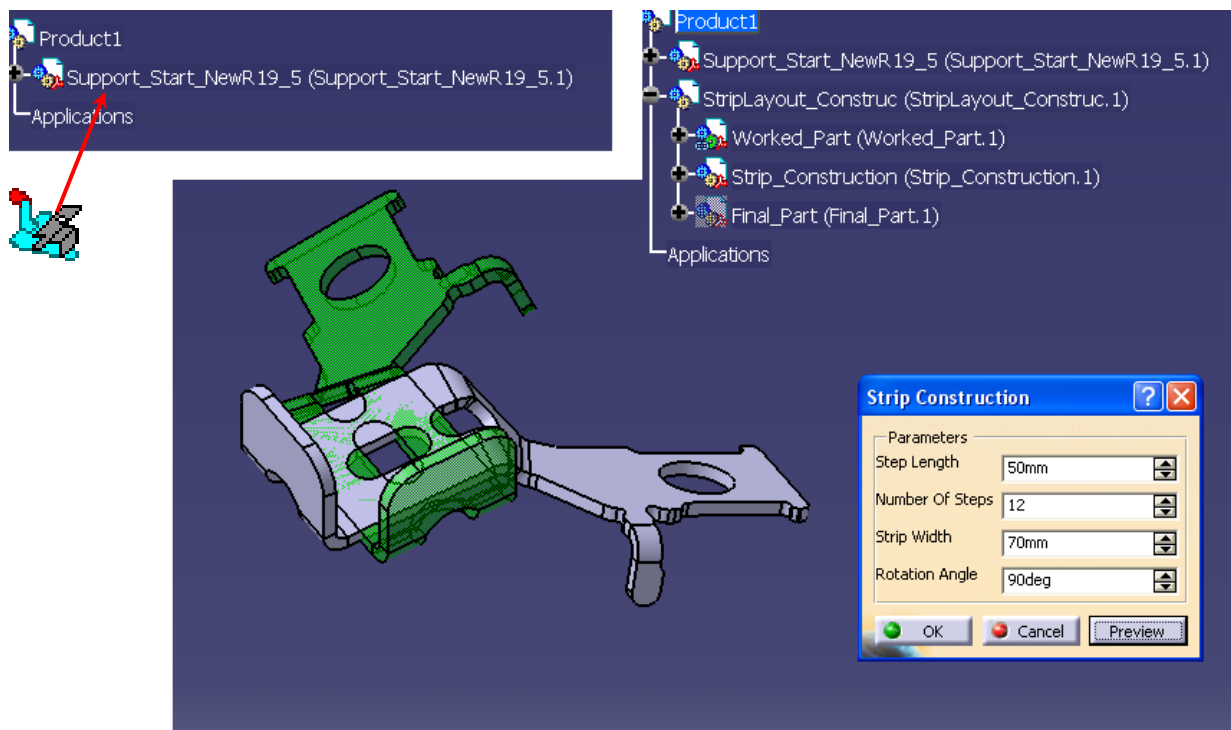 Product1
Support_Start_NewR19_5 (Support_Start_NewR19_5.1)
Applications
Product1
Support_Start_NewR19_5 (Support_Start_NewR19_5.1)
StripLayout_Construc (StripLayout_Construc.1)
Worked_Part (Worked_Part.1)
Strip_Construction (Strip_Construction.1)
Final_Part (Final_Part.1)
Applications
Strip Construction
Parameters
Step Length 50mm
Number Of Steps 12
Strip Width 70mm
Rotation Angle 90deg
OK Cancel Preview